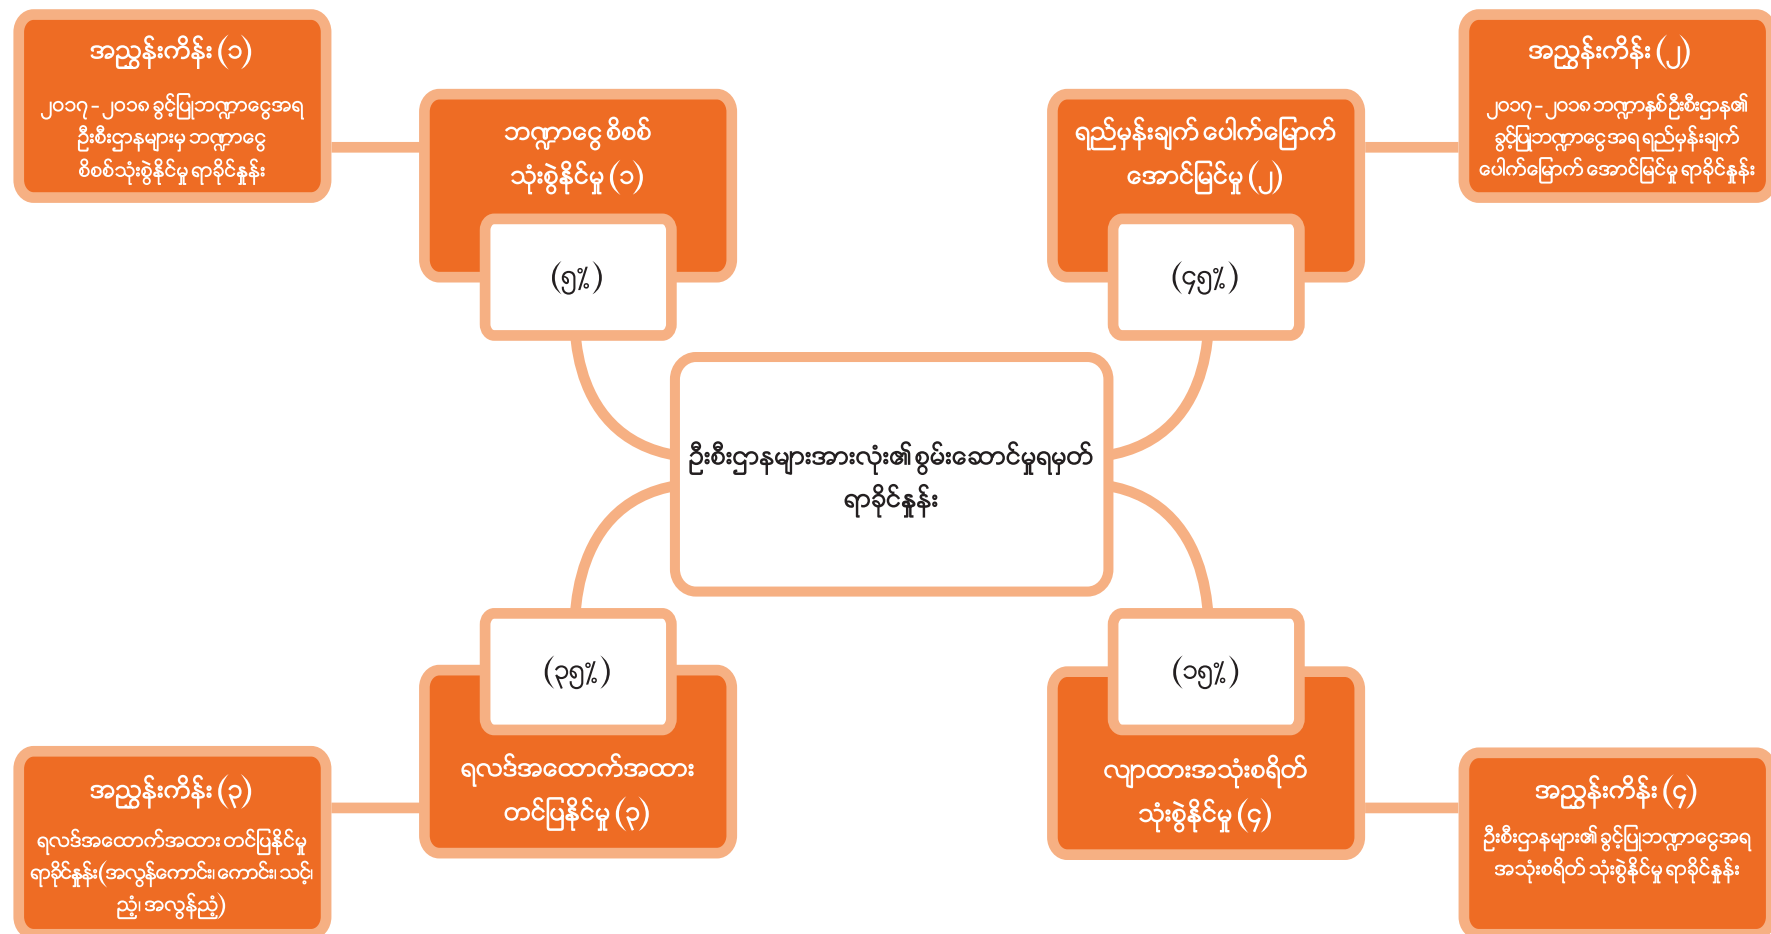 အညွှန်းကိန်း (၁)
၂၀၁၇ - ၂၀၁၈ ခွင့်ပြုဘဏ္ဍာငွေအရ
ဦးစီးဌာနများမှ ဘဏ္ဍာငွေ
စိစစ်သုံးစွဲနိုင်မှု ရာခိုင်နှုန်း
ဘဏ္ဍာငွေ စိစစ်
သုံးစွဲနိုင်မှု (၁)
(၅%)
ရည်မှန်းချက် ပေါက်မြောက်
အောင်မြင်မှု (၂)
(၄၅%)
အညွှန်းကိန်း (၂)
၂၀၁၇ - ၂၀၁၈ ဘဏ္ဍာနှစ်ဦးစီးဌာန၏
ခွင့်ပြုဘဏ္ဍာငွေအရ ရည်မှန်းချက်
ပေါက်မြောက် အောင်မြင်မှု ရာခိုင်နှုန်း
ဦးစီးဌာနများအားလုံး၏ စွမ်းဆောင်မှုရမှတ်
ရာခိုင်နှုန်း
(၃၅%)
ရလဒ်အထောက်အထား
တင်ပြနိုင်မှု (၃)
အညွှန်းကိန်း (၃)
ရလဒ်အထောက်အထား တင်ပြနိုင်မှု
ရာခိုင်နှုန်း(အလွန်ကောင်း၊ ကောင်း၊ သင့်၊
ညံ့၊ အလွန်ညံ့)
(၁၅%)
လျာထားအသုံးစရိတ်
သုံးစွဲနိုင်မှု (၄)
အညွှန်းကိန်း (၄)
ဦးစီးဌာနများ၏ ခွင့်ပြုဘဏ္ဍာငွေအရ
အသုံးစရိတ် သုံးစွဲနိုင်မှု ရာခိုင်နှုန်း